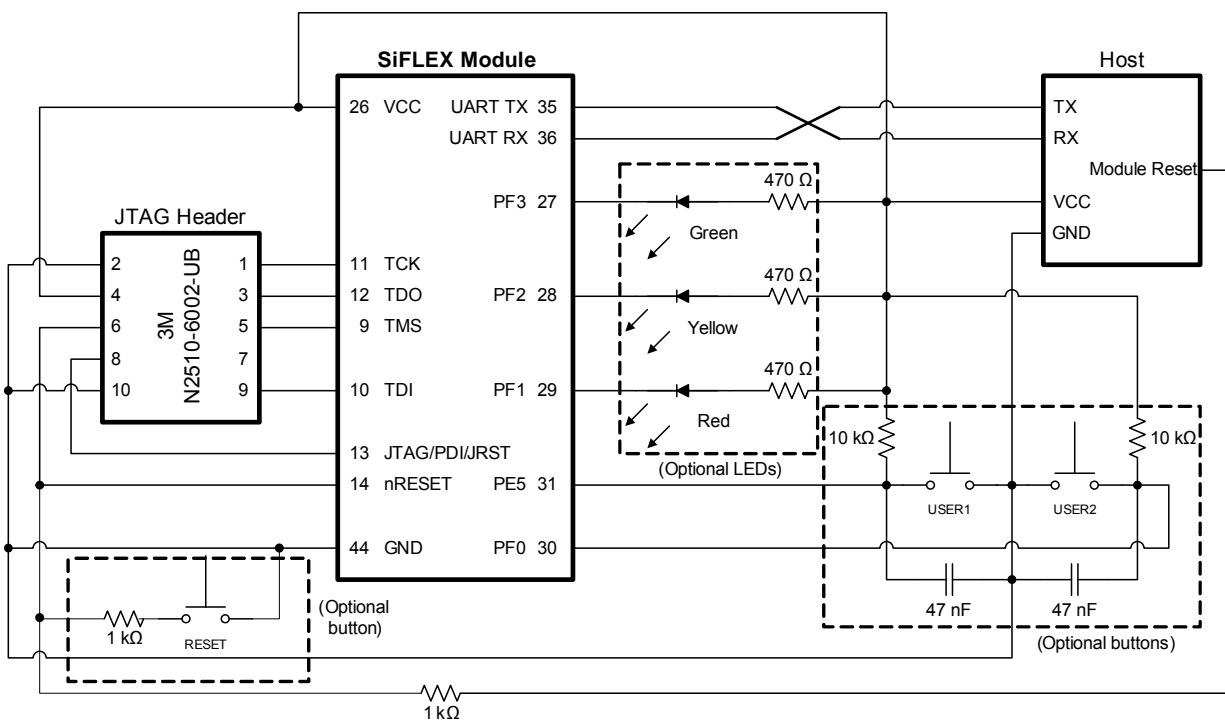 SiFLEX Module
Host
26 VCC
UART TX 35
UART RX 36
TX
RX
Module Reset
VCC
GND
470 Ω
PF3 27
Green
JTAG Header
2
4
6
8
10
3M
N2510-6002-UB
1
3
5
7
9
11 TCK
12 TDO
9 TMS
10 TDI
470 Ω
PF2 28
Yellow
470 Ω
PF1 29
Red
(Optional LEDs)
10 kΩ
10 kΩ
13 JTAG/PDI/JRST
14 nRESET
PE5 31
USER1
USER2
44 GND
PF0 30
47 nF
47 nF
(Optional buttons)
1 kΩ
RESET
(Optional
button)
1 kΩ